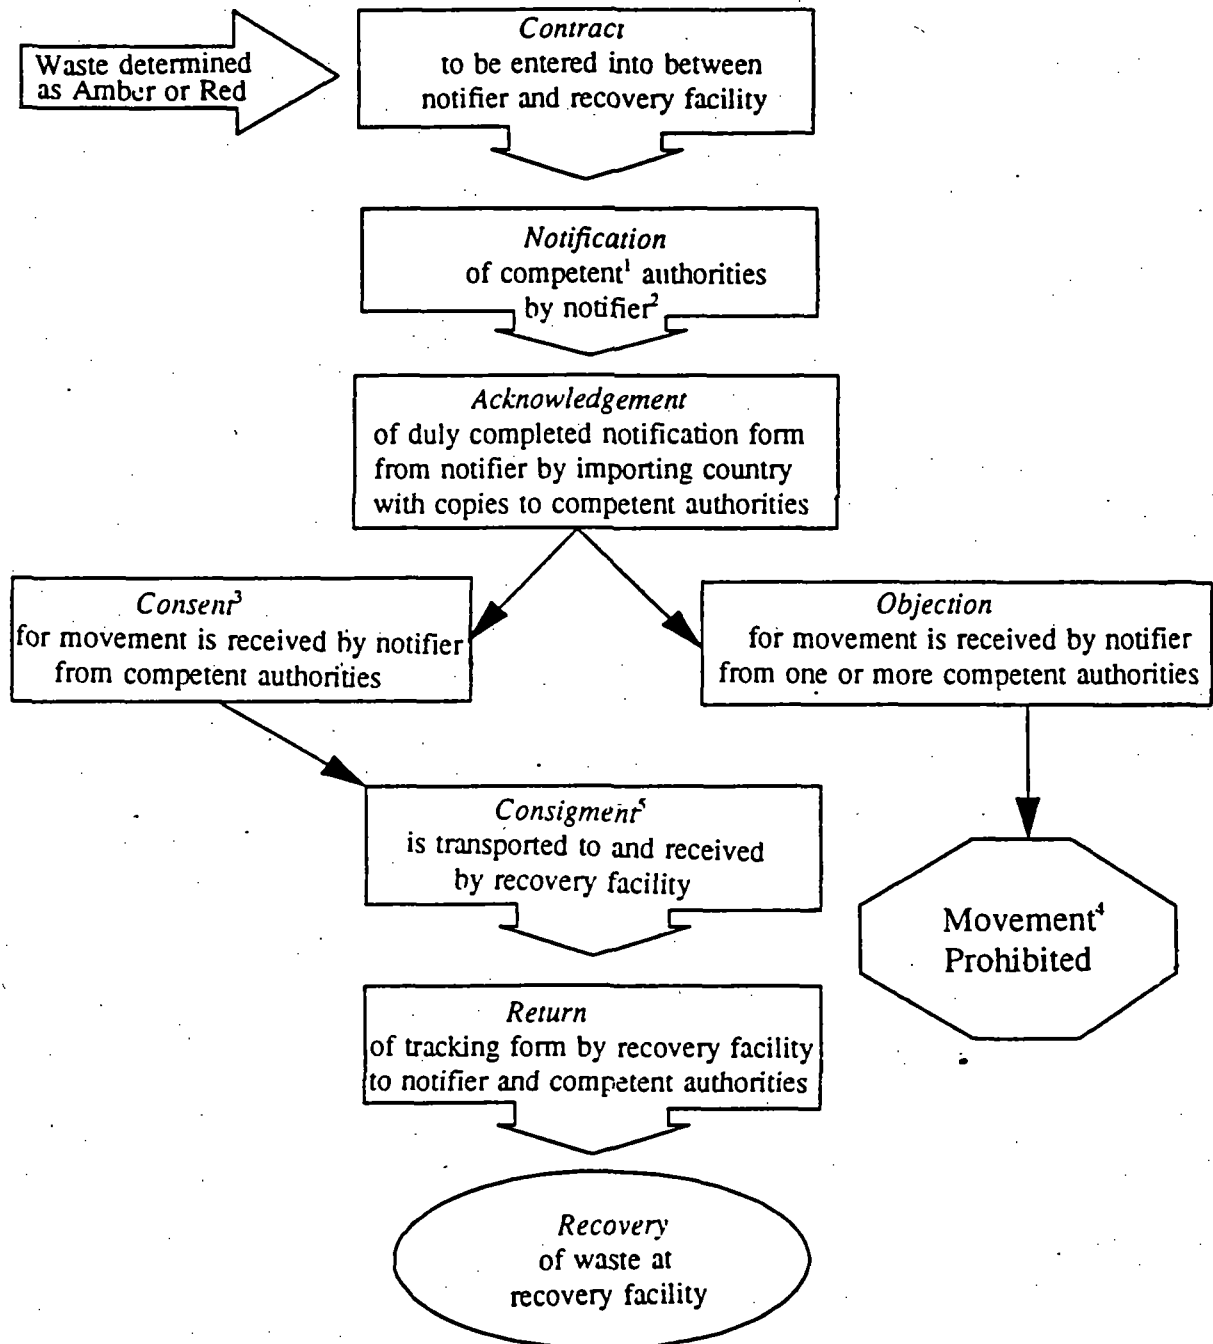 Waste determined
as Amber or Red
Contract
to be entered into between
notifier and recovery facility
Notification
of competent¹ authorities
by notifier²
Acknowledgement
of duly completed notification form
from notifier by importing country
with copies to competent authorities
Consent³
for movement is received by notifier
from competent authorities
Objection
for movement is received by notifier
from one or more competent authorities
Consigment⁵
is transported to and received
by recovery facility
Movement⁴
Prohibited
Return
of tracking form by recovery facility
to notifier and competent authorities
Recovery
of waste at
recovery facility